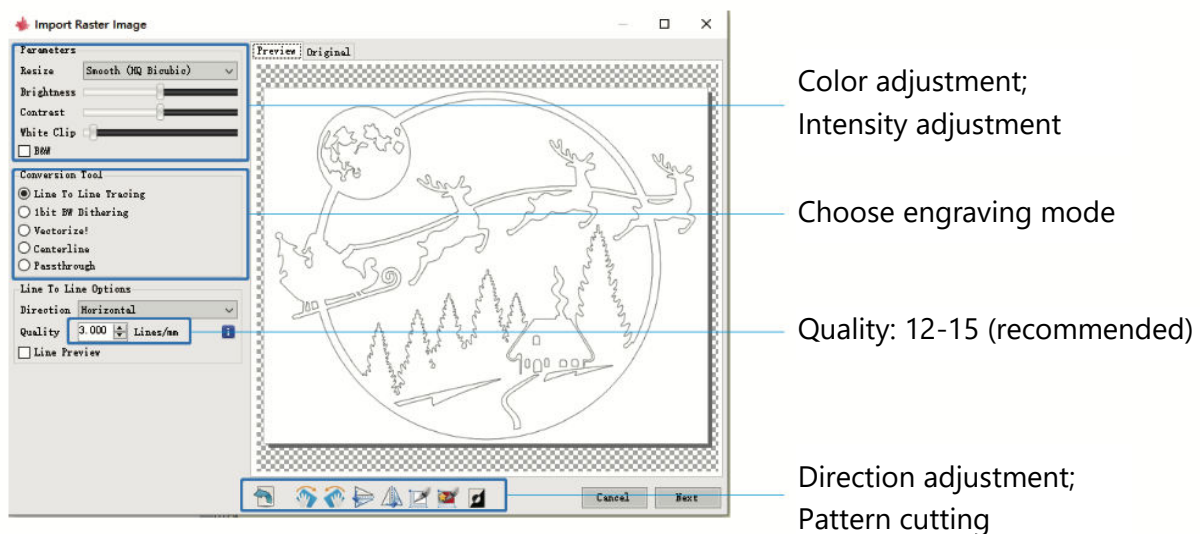 Import Raster Image
Parameters
Resize Smooth (HQ Bicubic)
Brightness
Contrast
White Clip
B&W
Conversion Tool
Line To Line Tracing
1bit BW Dithering
Vectorize!
Centerline
Passthrough
Line To Line Options
Direction Horizontal
Quality 3.000 Lines/mm
Line Preview
Preview Original
Cancel Next
Color adjustment;
Intensity adjustment
Choose engraving mode
Quality: 12-15 (recommended)
Direction adjustment;
Pattern cutting